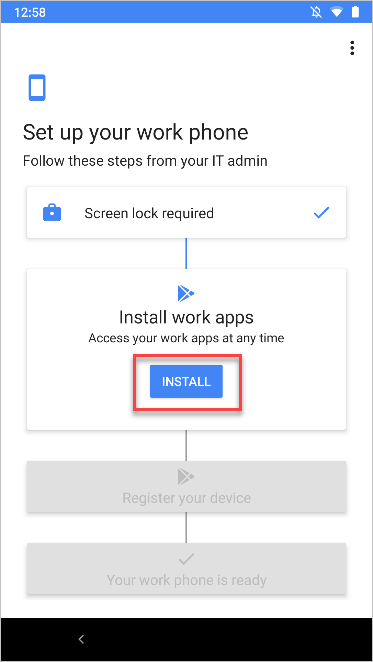 12:58
Set up your work phone
Follow these steps from your IT admin
Screen lock required
Install work apps
Access your work apps at any time
INSTALL
Register your device
Your work phone is ready